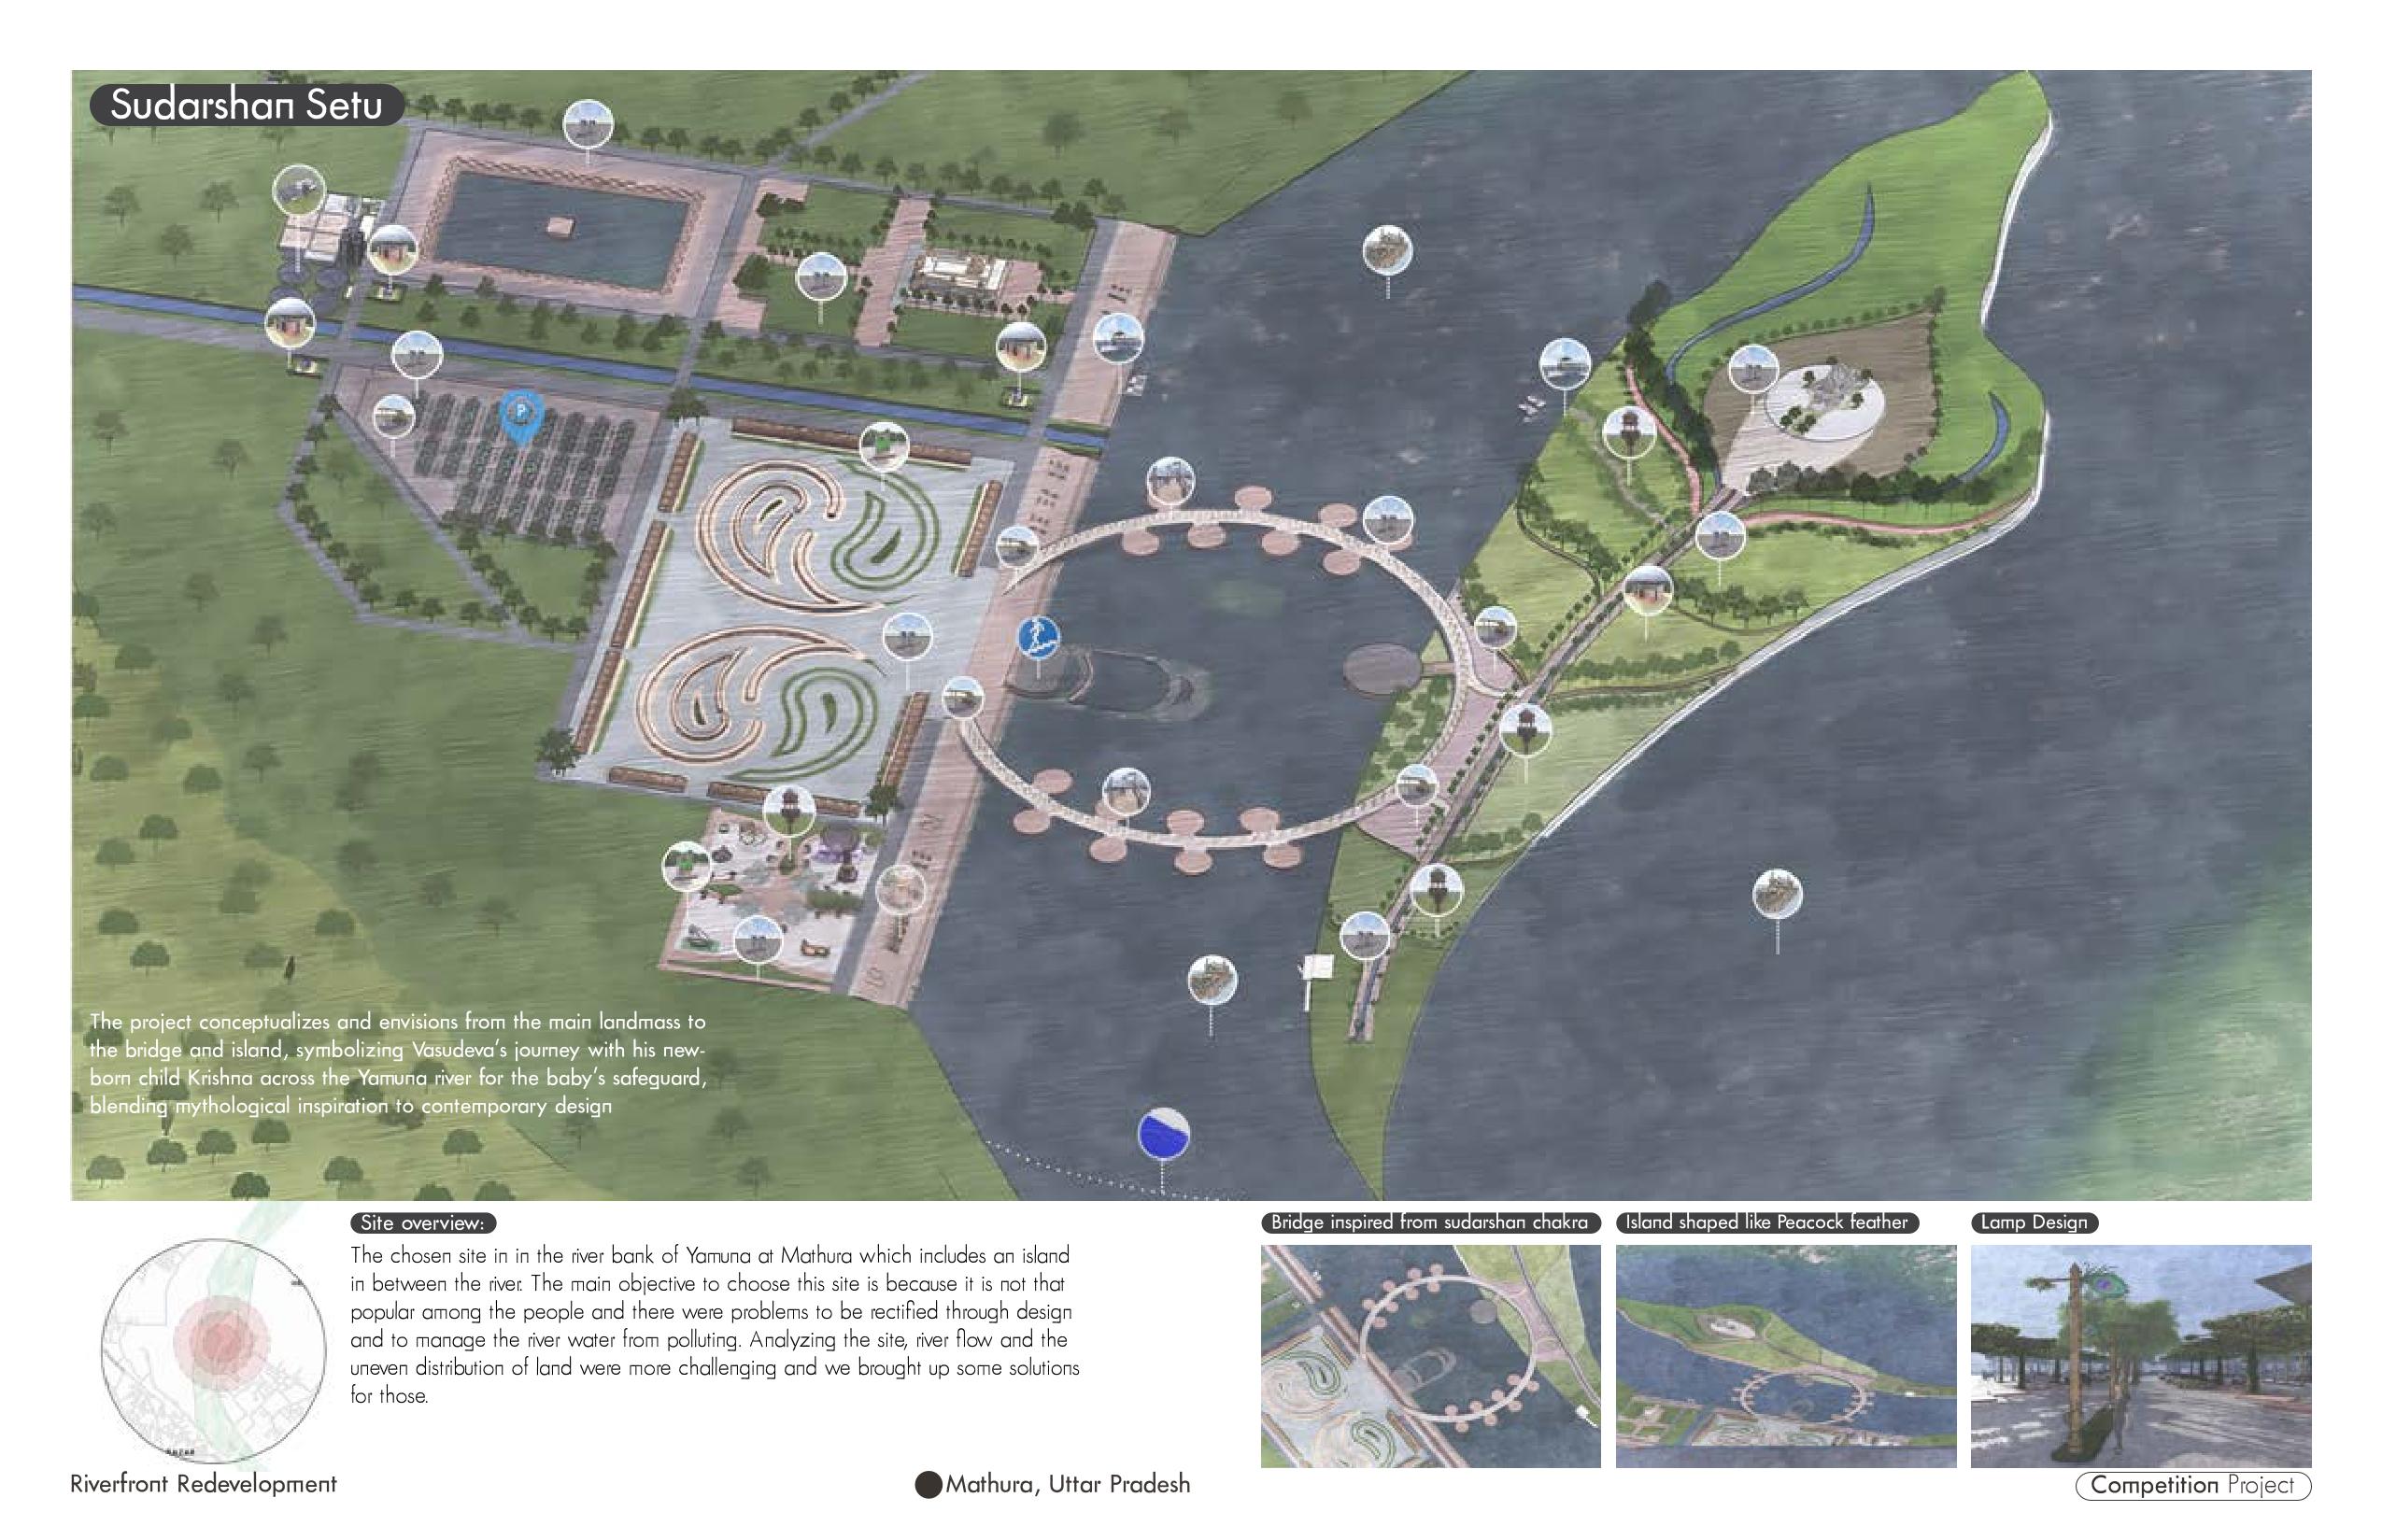 Sudarshan Setu
P
The project conceptualizes and envisions from the main landmass to
the bridge and island, symbolizing Vasudeva's journey with his new-
born child Krishna across the Yamuna river for the baby's safeguard,
blending mythological inspiration to contemporary design
Site overview:
The chosen site in in the river bank of Yamuna at Mathura which includes an island
in between the river. The main objective to choose this site is because it is not that
popular among the people and there were problems to be rectified through design
and to manage the river water from polluting. Analyzing the site, river flow and the
uneven distribution of land were more challenging and we brought up some solutions
for those.
Bridge inspired from sudarshan chakra
Island shaped like Peacock feather
Lamp Design
Riverfront Redevelopment
Mathura, Uttar Pradesh
Competition Project